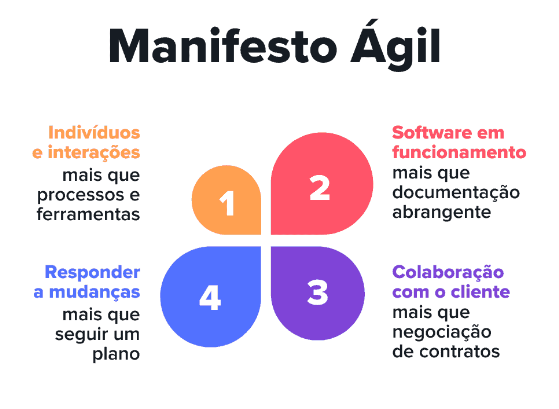 Manifesto Ágil
Indivíduos
e interações
mais que
processos e
ferramentas
1
2
Software em
funcionamento
mais que
documentação
abrangente
Responder
a mudanças
mais que
seguir um
plano
4
3
Colaboração
com o cliente
mais que
negociação
de contratos